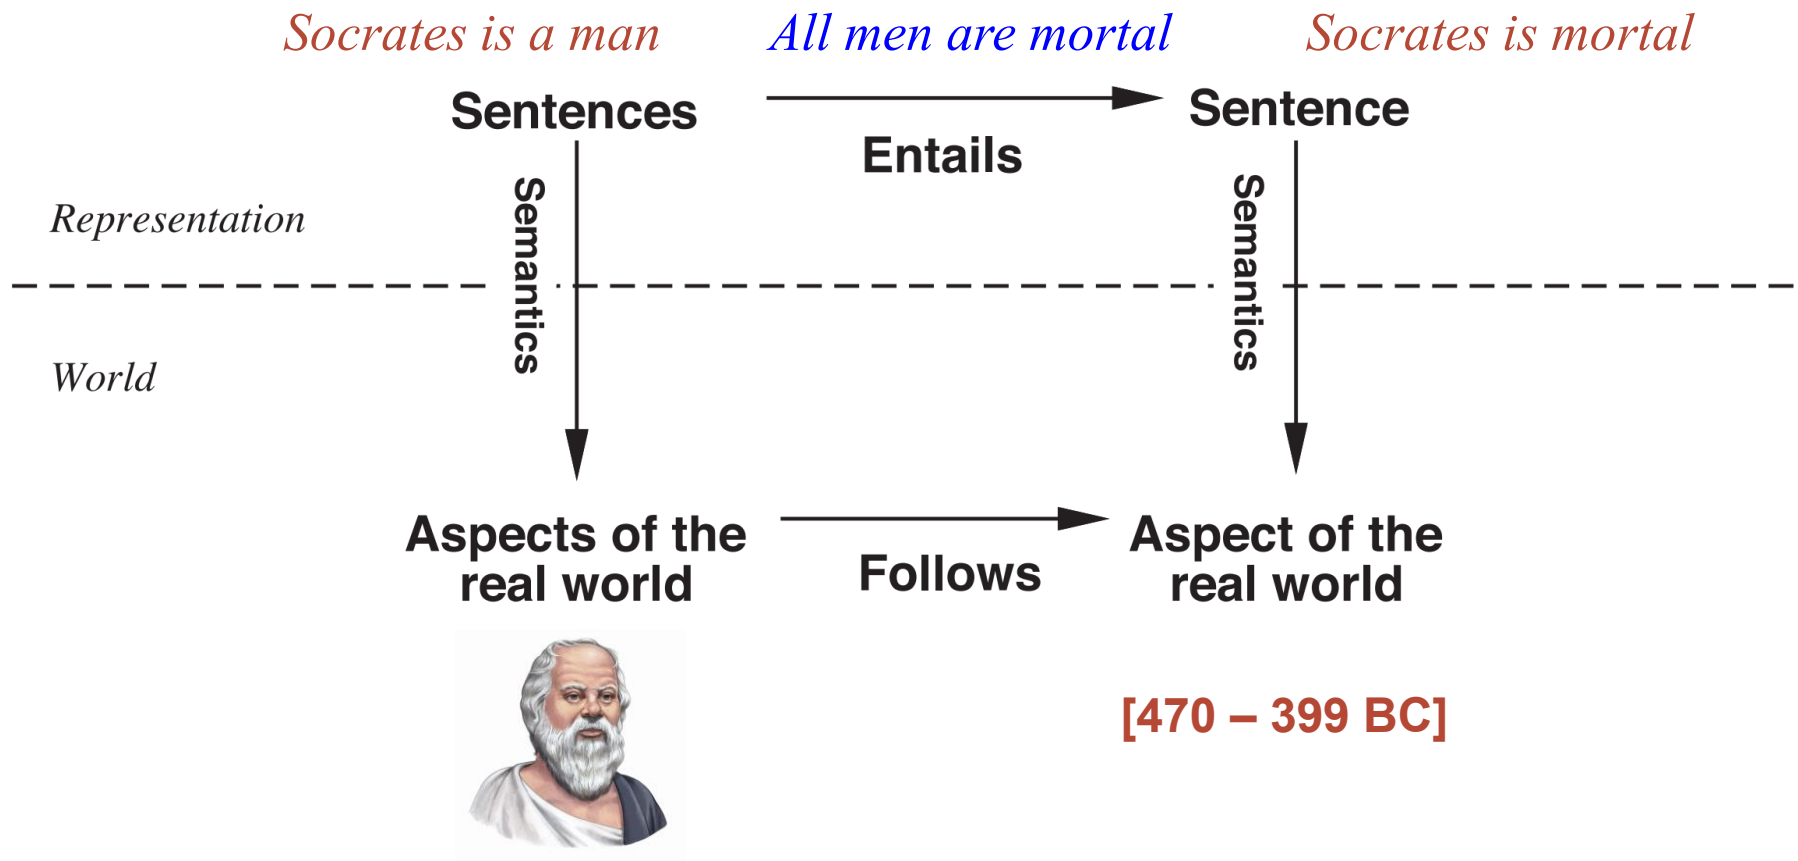 Socrates is a man All men are mortal Socrates is mortal
Sentences Sentence
Entails
Semantics Semantics
Representation
World
Aspects of the real world Aspect of the real world
Follows
[470 – 399 BC]